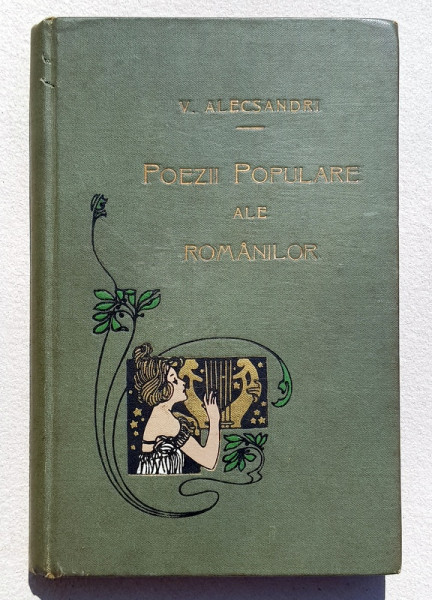 V. ALECSANDRI
POEZII POPULARE
ALE
ROMÂNILOR